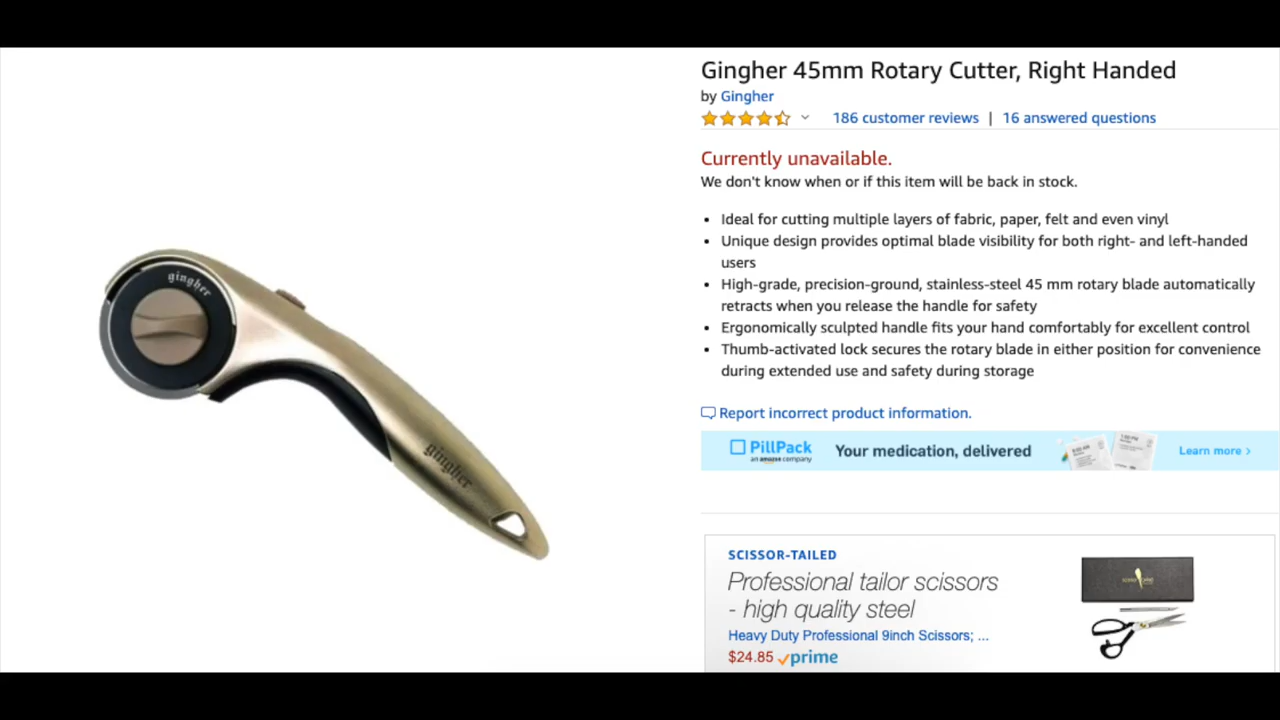 Gingher 45mm Rotary Cutter, Right Handed
by Gingher
186 customer reviews | 16 answered questions
Currently unavailable.
We don't know when or if this item will be back in stock.
• Ideal for cutting multiple layers of fabric, paper, felt and even vinyl
• Unique design provides optimal blade visibility for both right- and left-handed
users
• High-grade, precision-ground, stainless-steel 45 mm rotary blade automatically
retracts when you release the handle for safety
• Ergonomically sculpted handle fits your hand comfortably for excellent control
• Thumb-activated lock secures the rotary blade in either position for convenience
during extended use and safety during storage
gingher
gingher
Report incorrect product information.
PillPack
an amazon company
Your medication, delivered
Learn more ›
SCISSOR-TAILED
Professional tailor scissors
- high quality steel
Heavy Duty Professional 9inch Scissors; ...
$24.85 prime